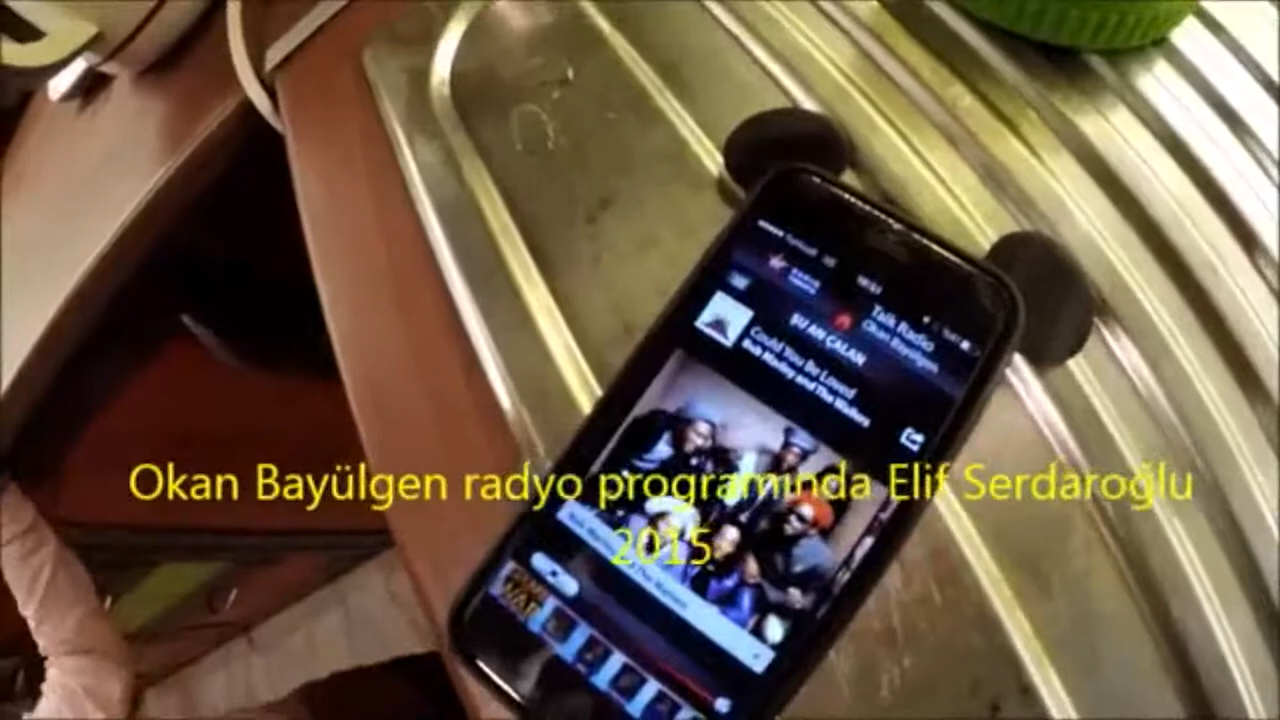 Talk Radio
Okan Bayülgen
ŞU AN ÇALAN
Could You Be Loved
Bob Marley and The Wailers
Okan Bayülgen radyo programında Elif Serdaroğlu
2015